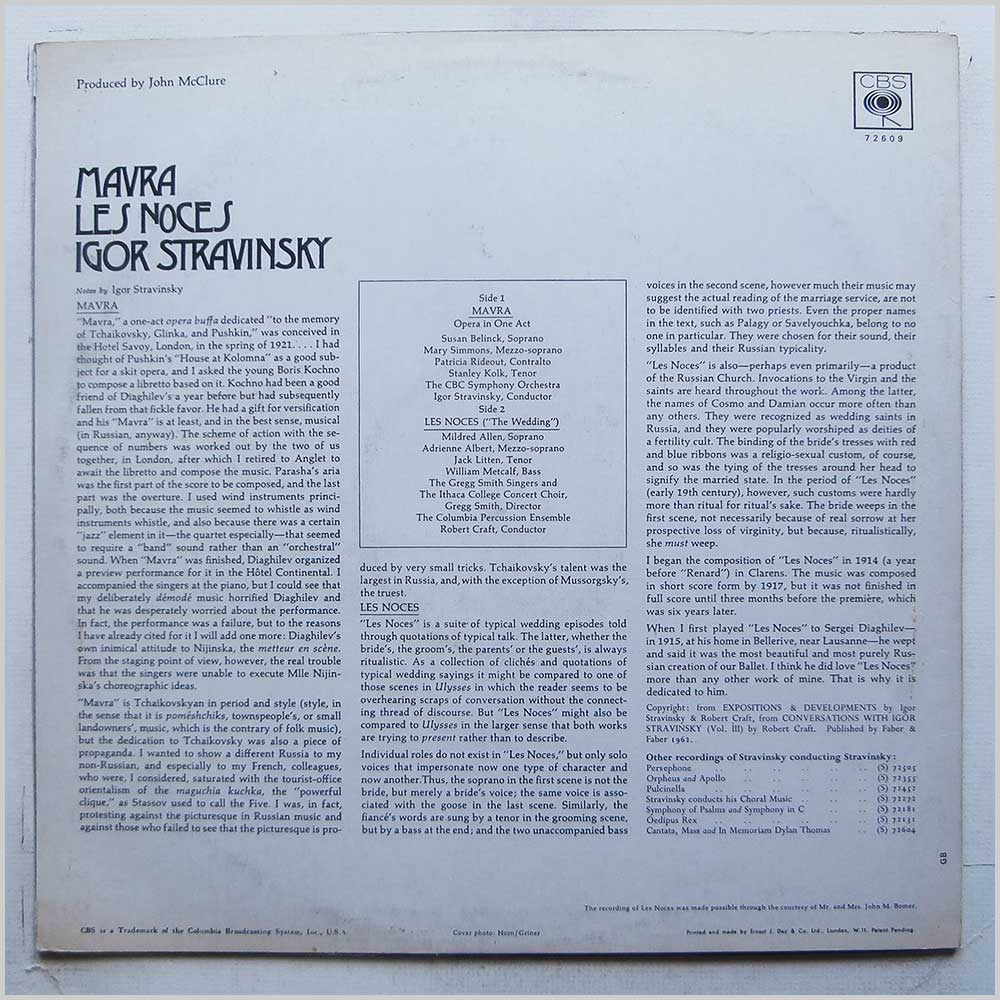 Produced by John McClure
CBS
72609
MAVRA
LES NOCES
IGOR STRAVINSKY
Notes by Igor Stravinsky
MAVRA
"Mavra," a one-act opera buffa dedicated "to the memory
of Tchaikovsky, Glinka, and Pushkin," was conceived in
the Hotel Savoy, London, in the spring of 1921. . . . I had
thought of Pushkin's "House at Kolomna" as a good sub-
ject for a skit opera, and I asked the young Boris Kochno
to compose a libretto based on it. Kochno had been a good
friend of Diaghilev's a year before but had subsequently
fallen from that fickle favor. He had a gift for versification
and his "Mavra" is at least, and in the best sense, musical
(in Russian, anyway). The scheme of action with the se-
quence of numbers was worked out by the two of us
together, in London, after which I retired to Anglet to
await the libretto and compose the music. Parasha's aria
was the first part of the score to be composed, and the last
part was the overture. I used wind instruments princi-
pally, both because the music seemed to whistle as wind
instruments whistle, and also because there was a certain
"jazz" element in it—the quartet especially—that seemed
to require a "band" sound rather than an "orchestral"
sound. When "Mavra" was finished, Diaghilev organized
a preview performance for it in the Hôtel Continental. I
accompanied the singers at the piano, but I could see that
my deliberately démodé music horrified Diaghilev and
that he was desperately worried about the performance.
In fact, the performance was a failure, but to the reasons
I have already cited for it I will add one more: Diaghilev's
own inimical attitude to Nijinska, the metteur en scène.
From the staging point of view, however, the real trouble
was that the singers were unable to execute Mlle Nijin-
ska's choreographic ideas.
"Mavra" is Tchaikovskyan in period and style (style, in
the sense that it is poméshchiks, townspeople's, or small
landowners', music, which is the contrary of folk music),
but the dedication to Tchaikovsky was also a piece of
propaganda. I wanted to show a different Russia to my
non-Russian, and especially to my French, colleagues,
who were, I considered, saturated with the tourist-office
orientalism of the maguchia kuchka, the "powerful
clique," as Stassov used to call the Five. I was, in fact,
protesting against the picturesque in Russian music and
against those who failed to see that the picturesque is pro-
Side 1
MAVRA
Opera in One Act
Susan Belinck, Soprano
Mary Simmons, Mezzo-soprano
Patricia Rideout, Contralto
Stanley Kolk, Tenor
The CBC Symphony Orchestra
Igor Stravinsky, Conductor
Side 2
LES NOCES ("The Wedding")
Mildred Allen, Soprano
Adrienne Albert, Mezzo-soprano
Jack Litten, Tenor
William Metcalf, Bass
The Gregg Smith Singers and
The Ithaca College Concert Choir,
Gregg Smith, Director
The Columbia Percussion Ensemble
Robert Craft, Conductor
duced by very small tricks. Tchaikovsky's talent was the
largest in Russia, and, with the exception of Mussorgsky's,
the truest.
LES NOCES
"Les Noces" is a suite of typical wedding episodes told
through quotations of typical talk. The latter, whether the
bride's, the groom's, the parents' or the guests', is always
ritualistic. As a collection of clichés and quotations of
typical wedding sayings it might be compared to one of
those scenes in Ulysses in which the reader seems to be
overhearing scraps of conversation without the connect-
ing thread of discourse. But "Les Noces" might also be
compared to Ulysses in the larger sense that both works
are trying to present rather than to describe.
Individual roles do not exist in "Les Noces," but only solo
voices that impersonate now one type of character and
now another. Thus, the soprano in the first scene is not the
bride, but merely a bride's voice; the same voice is asso-
ciated with the goose in the last scene. Similarly, the
fiancé's words are sung by a tenor in the grooming scene,
but by a bass at the end; and the two unaccompanied bass
voices in the second scene, however much their music may
suggest the actual reading of the marriage service, are not
to be identified with two priests. Even the proper names
in the text, such as Palagy or Savelyouchka, belong to no
one in particular. They were chosen for their sound, their
syllables and their Russian typicality.
"Les Noces" is also—perhaps even primarily—a product
of the Russian Church. Invocations to the Virgin and the
saints are heard throughout the work. Among the latter,
the names of Cosmo and Damian occur more often than
any others. They were recognized as wedding saints in
Russia, and they were popularly worshiped as deities of
a fertility cult. The binding of the bride's tresses with red
and blue ribbons was a religio-sexual custom, of course,
and so was the tying of the tresses around her head to
signify the married state. In the period of "Les Noces"
(early 19th century), however, such customs were hardly
more than ritual for ritual's sake. The bride weeps in the
first scene, not necessarily because of real sorrow at her
prospective loss of virginity, but because, ritualistically,
she must weep.
I began the composition of "Les Noces" in 1914 (a year
before "Renard") in Clarens. The music was composed
in short score form by 1917, but it was not finished in
full score until three months before the première, which
was six years later.
When I first played "Les Noces" to Sergei Diaghilev—
in 1915, at his home in Bellerive, near Lausanne—he wept
and said it was the most beautiful and most purely Rus-
sian creation of our Ballet. I think he did love "Les Noces"
more than any other work of mine. That is why it is
dedicated to him.
Copyright: from EXPOSITIONS & DEVELOPMENTS by Igor
Stravinsky & Robert Craft, from CONVERSATIONS WITH IGOR
STRAVINSKY (Vol. III) by Robert Craft. Published by Faber &
Faber 1961.
Other recordings of Stravinsky conducting Stravinsky:
Persephone .. .. .. .. .. .. (S) 72505
Orpheus and Apollo .. .. .. .. .. (S) 72355
Pulcinella .. .. .. .. .. .. (S) 72452
Stravinsky conducts his Choral Music .. .. .. (S) 72272
Symphony of Psalms and Symphony in C .. .. (S) 72181
Oedipus Rex .. .. .. .. .. .. (S) 72131
Cantata, Mass and In Memoriam Dylan Thomas .. (S) 72604
GB
The recording of Les Noces was made possible through the courtesy of Mr. and Mrs. John M. Bomer.
CBS is a Trademark of the Columbia Broadcasting System, Inc., U.S.A.
Cover photo: Horn/Griner
Printed and made by Ernest J. Day & Co. Ltd., London, W.11. Patent Pending.